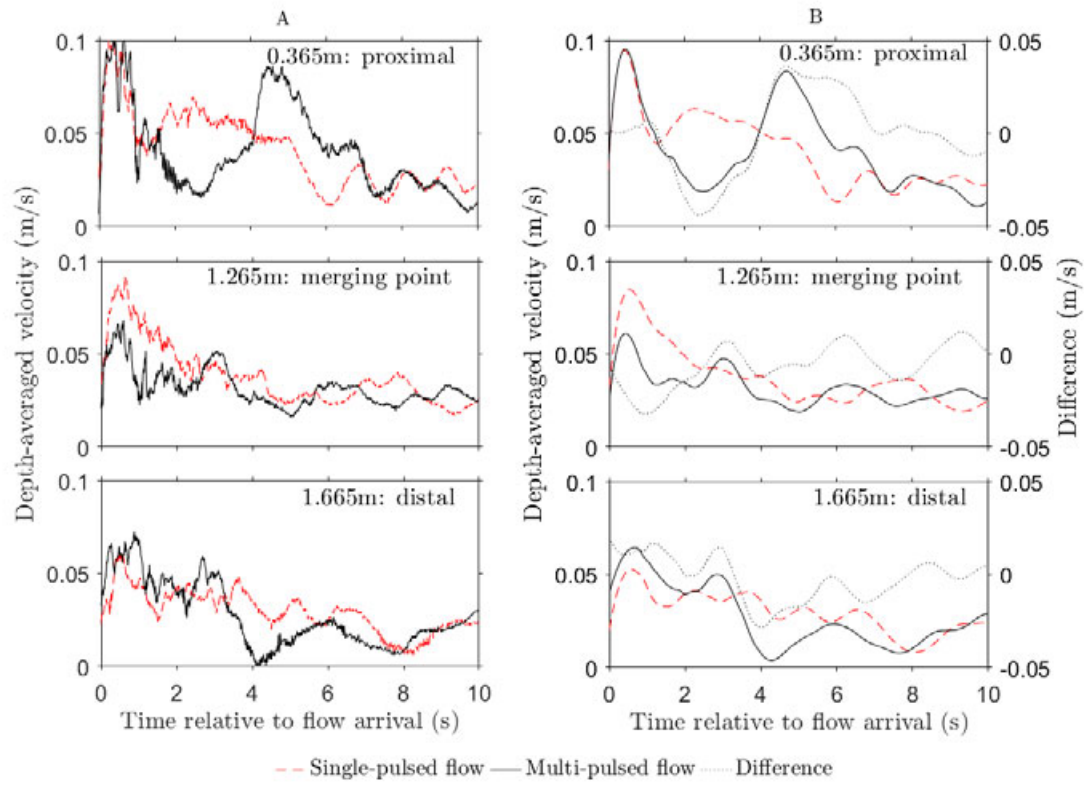 A
B
0.1
0.365m: proximal
0.05
0
0.1
0.365m: proximal
0.05
0
0.05
0
-0.05
0.1
1.265m: merging point
0.05
0
0.1
1.265m: merging point
0.05
0
0.05
0
-0.05
0.1
1.665m: distal
0.05
0
0.1
1.665m: distal
0.05
0
0.05
0
-0.05
0 2 4 6 8 10
0 2 4 6 8 10
Depth-averaged velocity (m/s)
Depth-averaged velocity (m/s)
Difference (m/s)
Time relative to flow arrival (s)
Time relative to flow arrival (s)
Single-pulsed flow Multi-pulsed flow Difference